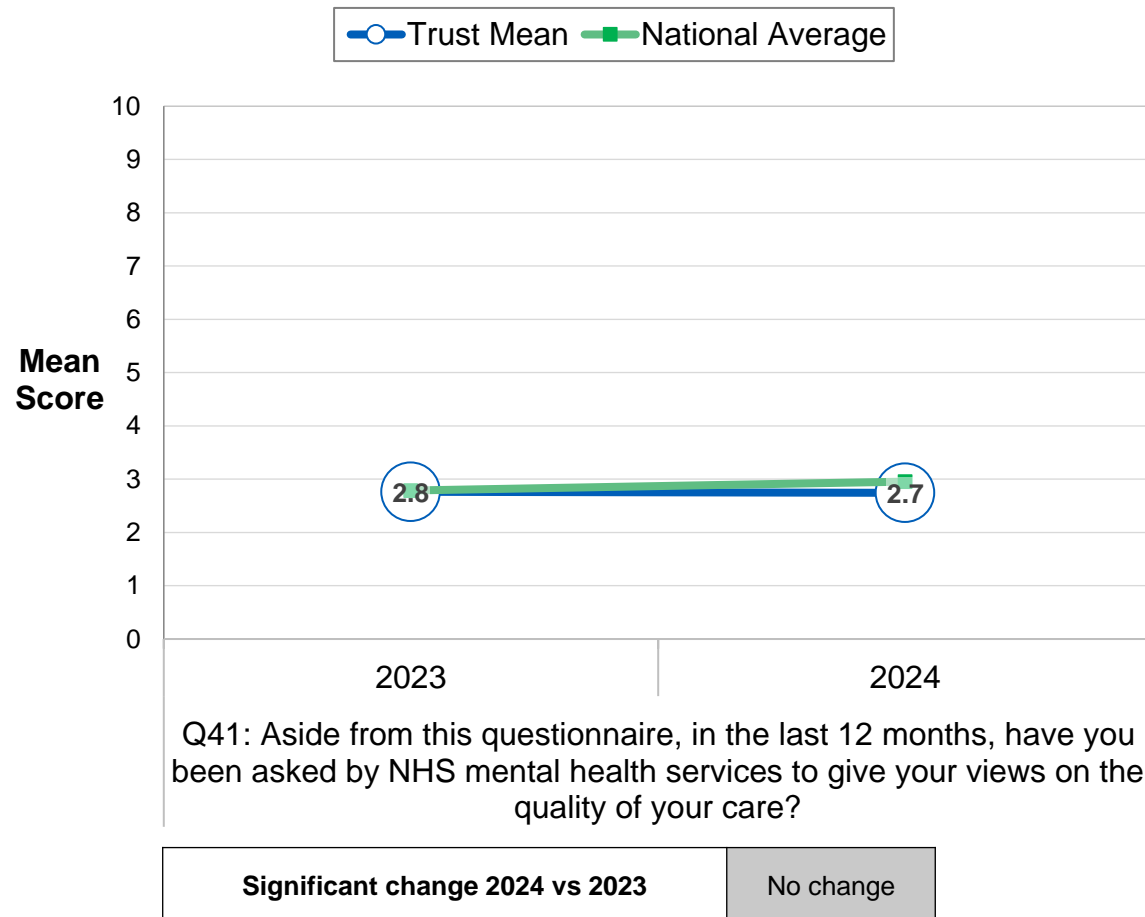 Trust Mean National Average
10
9
8
7
6
5
4
3
2
1
0
Mean
Score
2.8
2.7
2023 2024
Q41: Aside from this questionnaire, in the last 12 months, have you
been asked by NHS mental health services to give your views on the
quality of your care?
Significant change 2024 vs 2023 No change